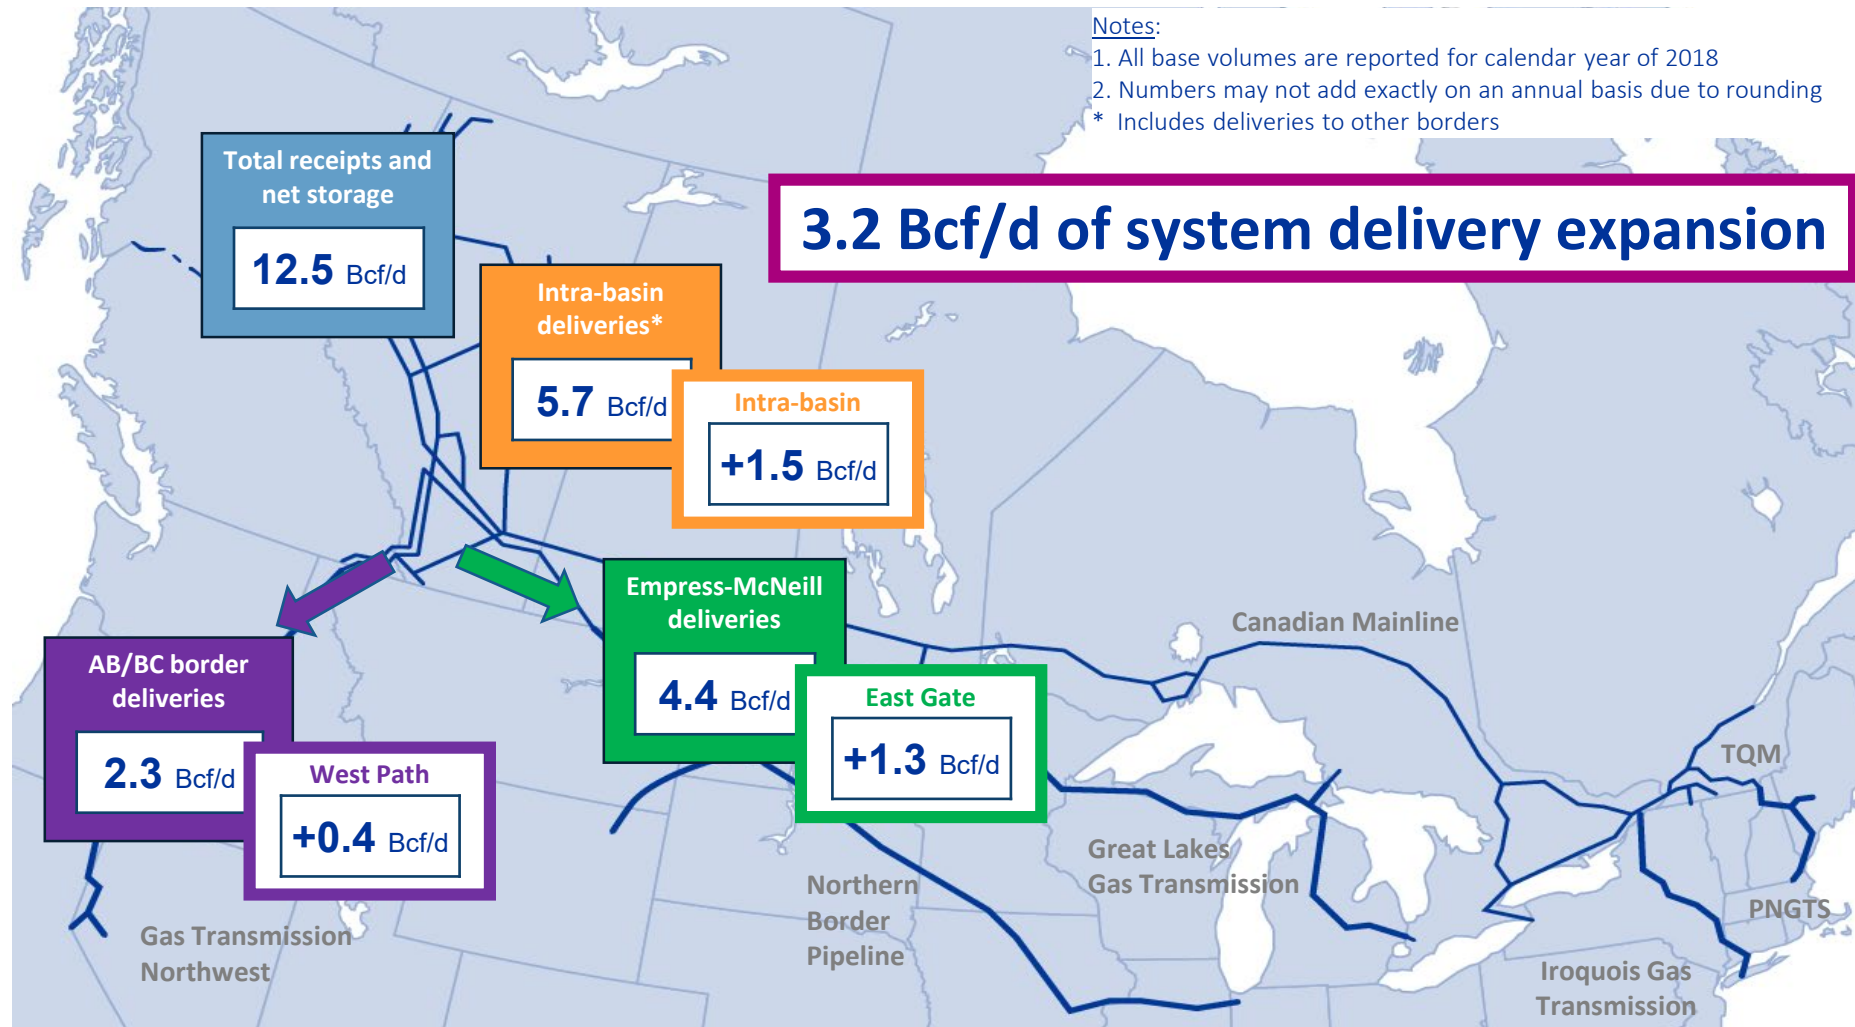 Notes:
1. All base volumes are reported for calendar year of 2018
2. Numbers may not add exactly on an annual basis due to rounding
* Includes deliveries to other borders
3.2 Bcf/d of system delivery expansion
Total receipts and
net storage
12.5 Bcf/d
Intra-basin
deliveries*
5.7 Bcf/d
Intra-basin
+1.5 Bcf/d
Empress-McNeill
deliveries
4.4 Bcf/d
East Gate
+1.3 Bcf/d
AB/BC border
deliveries
2.3 Bcf/d
West Path
+0.4 Bcf/d
Canadian Mainline
TQM
Great Lakes
Gas Transmission
Northern
Border
Pipeline
PNGTS
Gas Transmission
Northwest
Iroquois Gas
Transmission